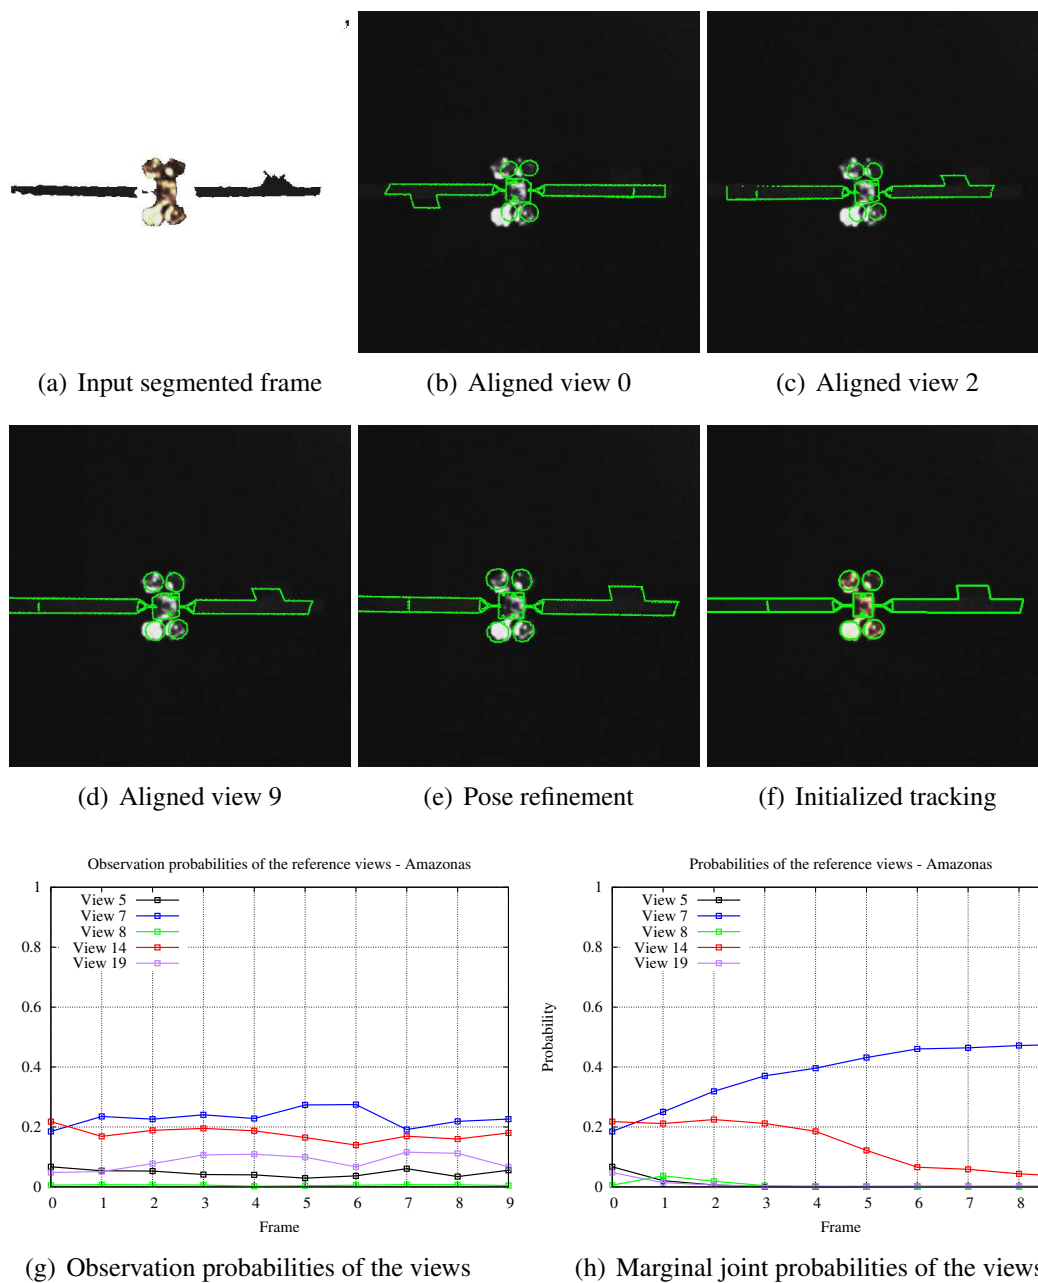 (a) Input segmented frame
(b) Aligned view 0
(c) Aligned view 2
(d) Aligned view 9
(e) Pose refinement
(f) Initialized tracking
Observation probabilities of the reference views - Amazonas
1
0.8
0.6
0.4
0.2
0
View 5
View 7
View 8
View 14
View 19
0 1 2 3 4 5 6 7 8 9
Frame
(g) Observation probabilities of the views
Probabilities of the reference views - Amazonas
Probability
1
0.8
0.6
0.4
0.2
0
View 5
View 7
View 8
View 14
View 19
0 1 2 3 4 5 6 7 8
Frame
(h) Marginal joint probabilities of the views